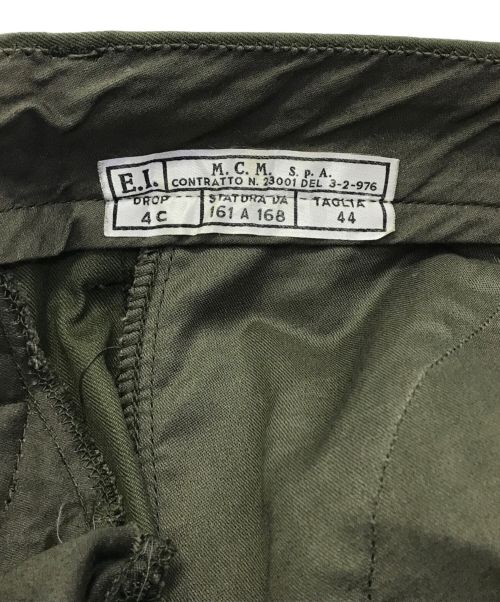 E.I.
M. C. M. S.p.A.
CONTRATTO N. 23001 DEL 3-2-976
DROP STATURA DA TAGLIA
4C 161 A 168 44